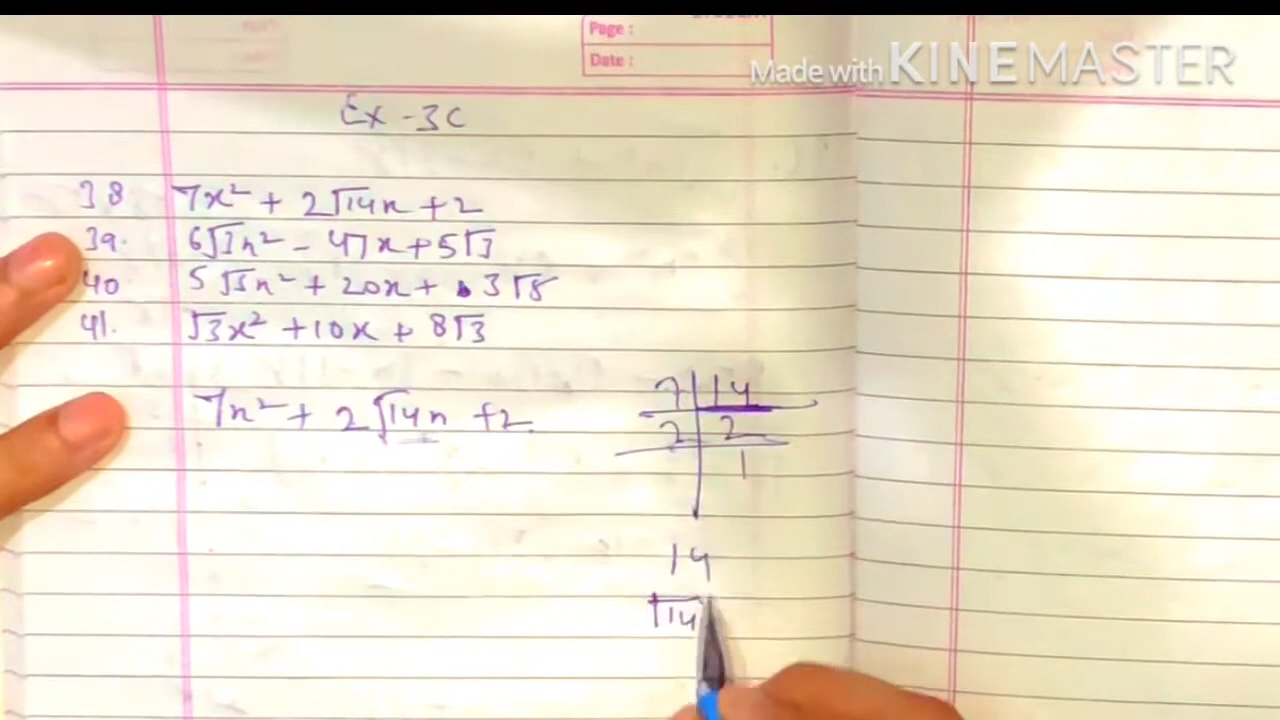 Page :
Date :
Made with KINEMASTER
Ex - 3C
38 7x² + 2√14x + 2
39. 6√3x² - 47x + 5√3
40 5√5x² + 20x + 3√5
41. √3x² + 10x + 8√3
7x² + 2√14x + 2
7 | 14
2 | 2
1
14
√14